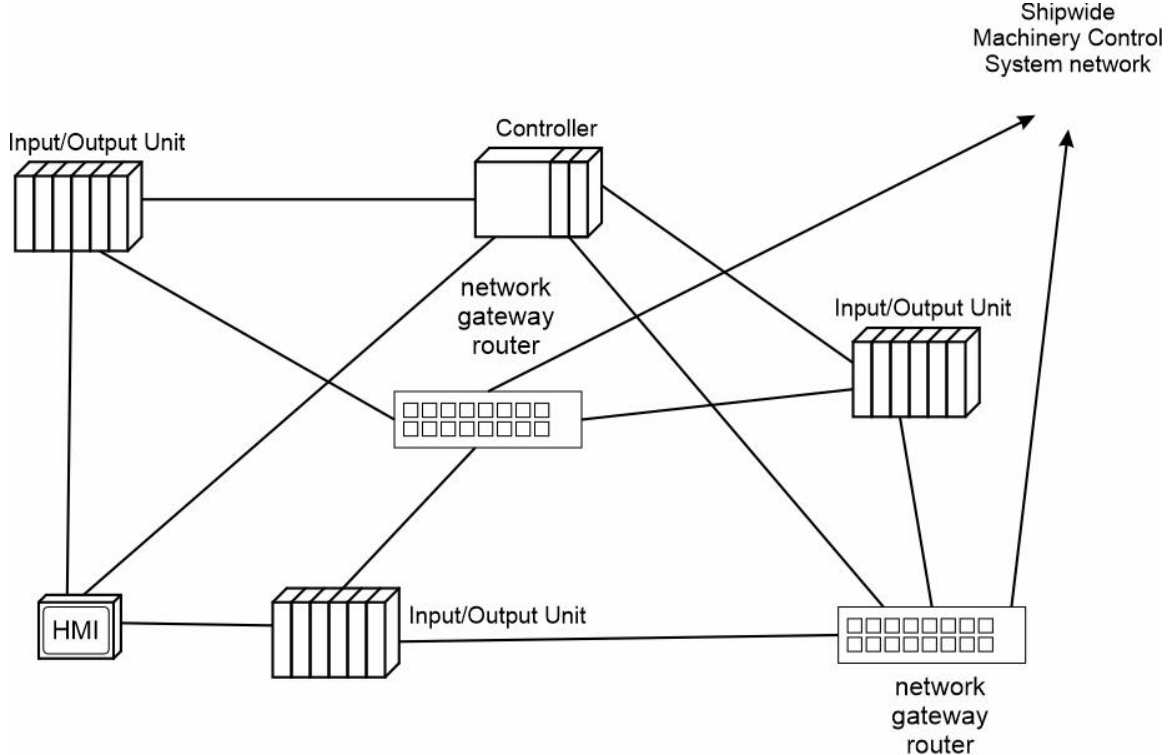 Shipwide
Machinery Control
System network
Input/Output Unit
Controller
network
gateway
router
Input/Output Unit
HMI
Input/Output Unit
network
gateway
router